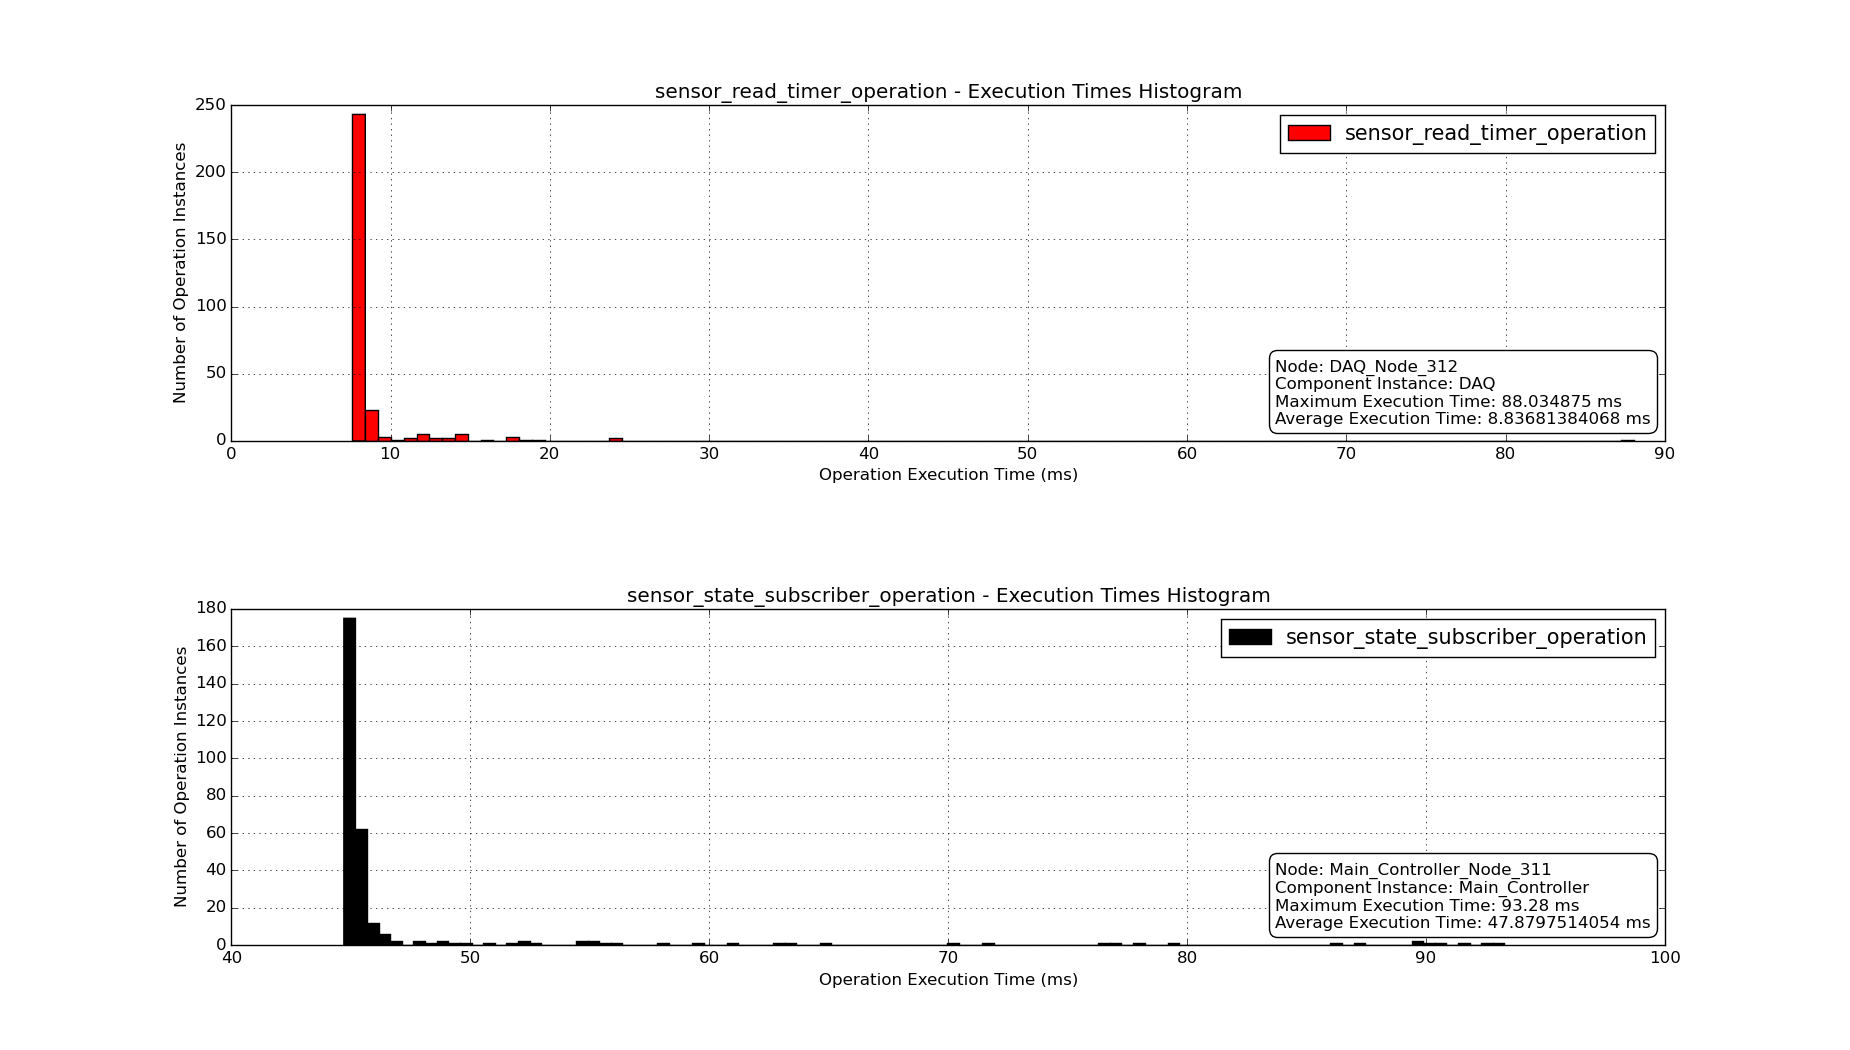 sensor_read_timer_operation - Execution Times Histogram
250
200
150
100
50
0
Number of Operation Instances
sensor_read_timer_operation
Node: DAQ_Node_312
Component Instance: DAQ
Maximum Execution Time: 88.034875 ms
Average Execution Time: 8.83681384068 ms
0 10 20 30 40 50 60 70 80 90
Operation Execution Time (ms)
sensor_state_subscriber_operation - Execution Times Histogram
180
160
140
120
100
80
60
40
20
0
Number of Operation Instances
sensor_state_subscriber_operation
Node: Main_Controller_Node_311
Component Instance: Main_Controller
Maximum Execution Time: 93.28 ms
Average Execution Time: 47.8797514054 ms
40 50 60 70 80 90 100
Operation Execution Time (ms)